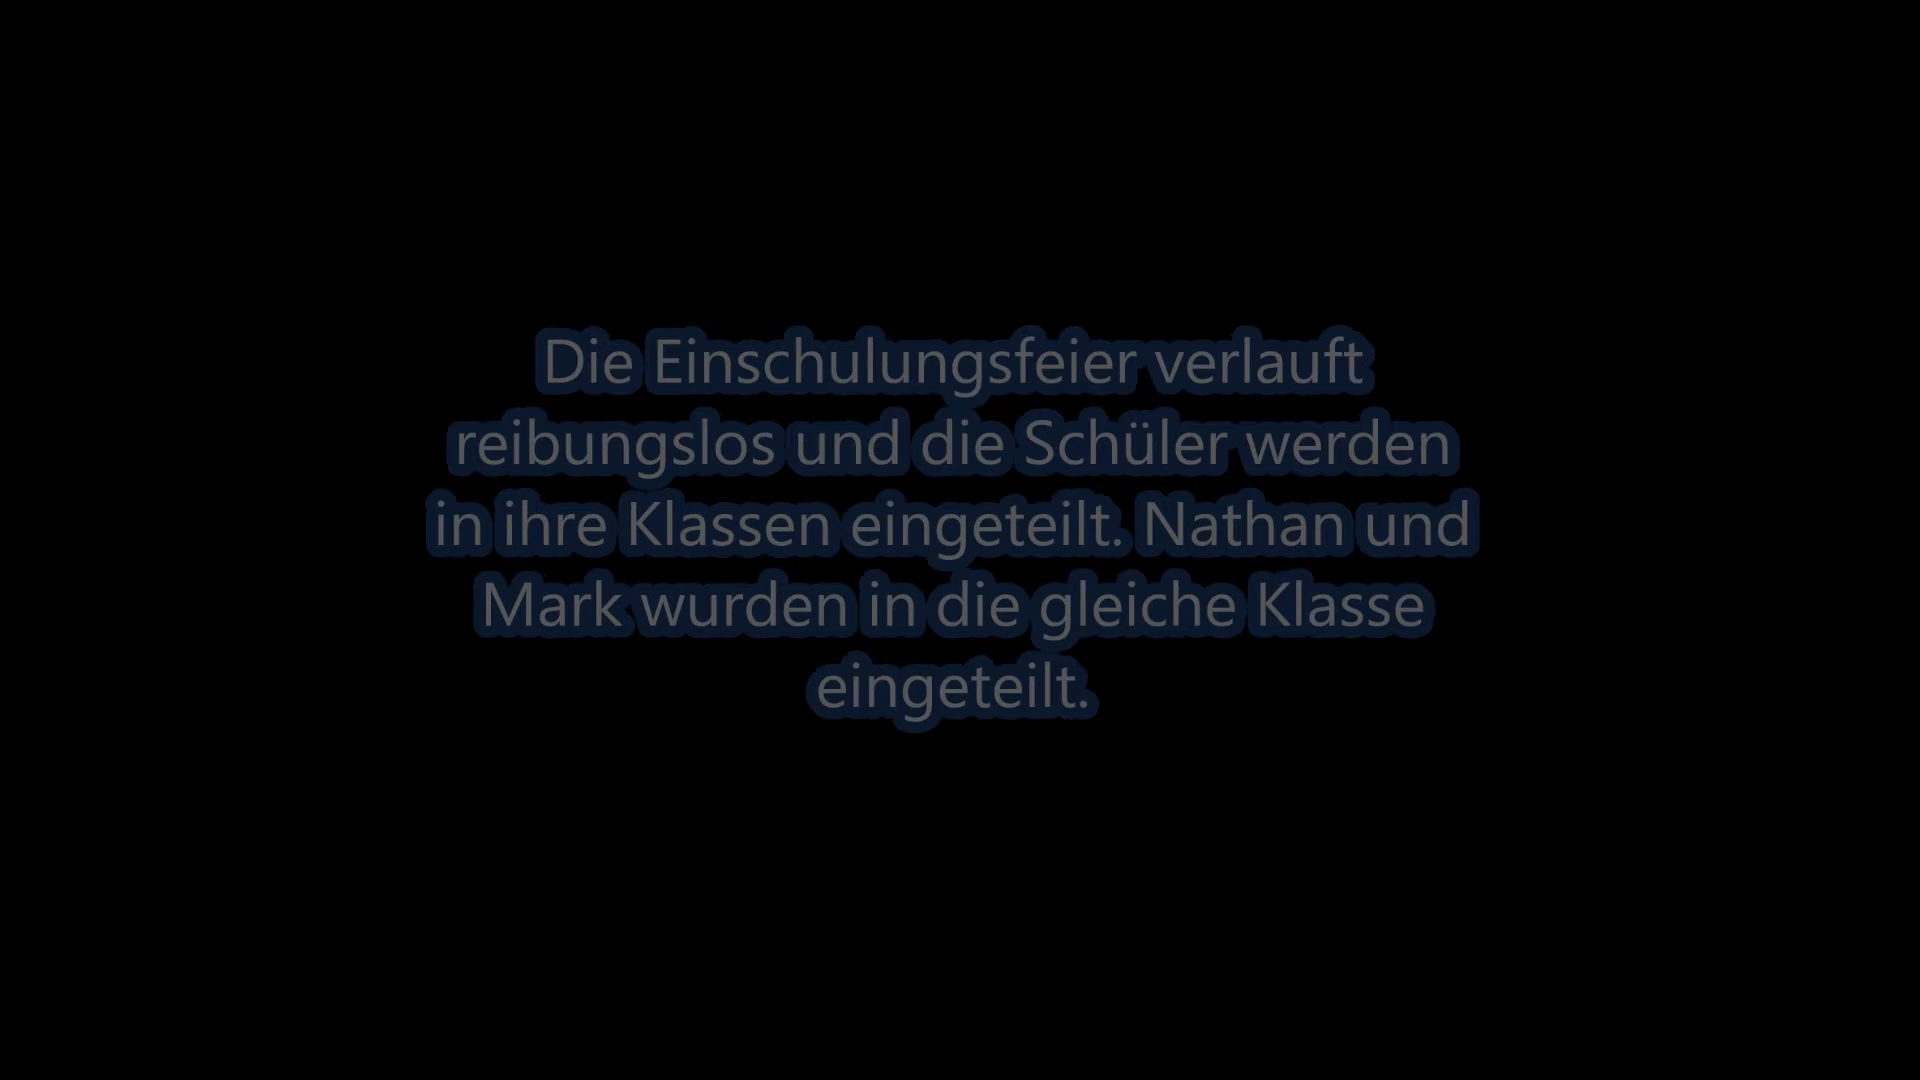 Die Einschulungsfeier verlauft
reibungslos und die Schüler werden
in ihre Klassen eingeteilt. Nathan und
Mark wurden in die gleiche Klasse
eingeteilt.